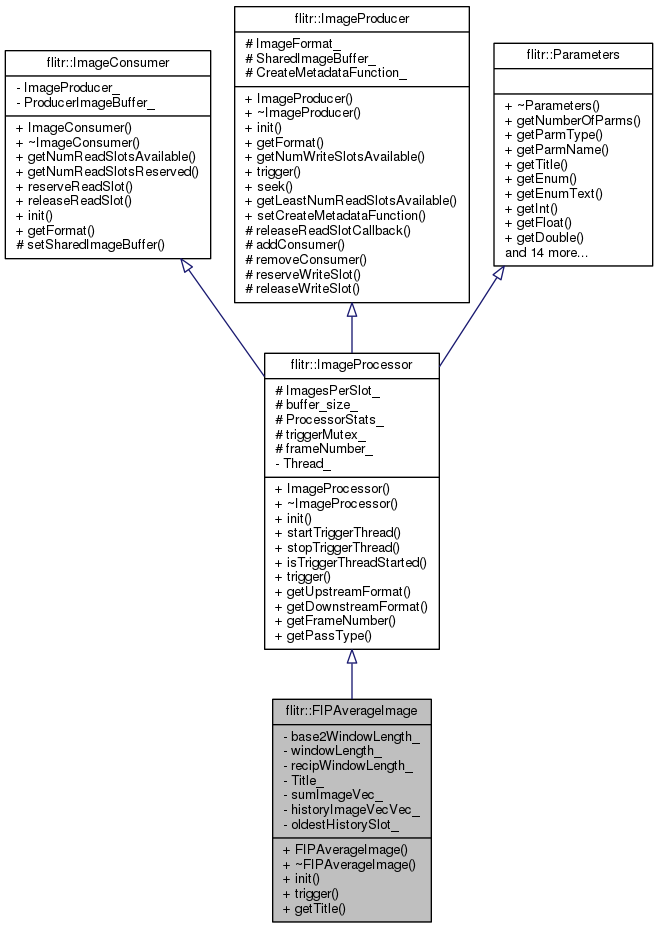 flitr::ImageConsumer
- ImageProducer_
- ProducerImageBuffer_
+ ImageConsumer()
+ ~ImageConsumer()
+ getNumReadSlotsAvailable()
+ getNumReadSlotsReserved()
+ reserveReadSlot()
+ releaseReadSlot()
+ init()
+ getFormat()
# setSharedImageBuffer()
flitr::ImageProducer
# ImageFormat_
# SharedImageBuffer_
# CreateMetadataFunction_
+ ImageProducer()
+ ~ImageProducer()
+ init()
+ getFormat()
+ getNumWriteSlotsAvailable()
+ trigger()
+ seek()
+ getLeastNumReadSlotsAvailable()
+ setCreateMetadataFunction()
# releaseReadSlotCallback()
# addConsumer()
# removeConsumer()
# reserveWriteSlot()
# releaseWriteSlot()
flitr::Parameters
+ ~Parameters()
+ getNumberOfParms()
+ getParmType()
+ getParmName()
+ getTitle()
+ getEnum()
+ getEnumText()
+ getInt()
+ getFloat()
+ getDouble()
and 14 more...
flitr::ImageProcessor
# ImagesPerSlot_
# buffer_size_
# ProcessorStats_
# triggerMutex_
# frameNumber_
- Thread_
+ ImageProcessor()
+ ~ImageProcessor()
+ init()
+ startTriggerThread()
+ stopTriggerThread()
+ isTriggerThreadStarted()
+ trigger()
+ getUpstreamFormat()
+ getDownstreamFormat()
+ getFrameNumber()
+ getPassType()
flitr::FIPAverageImage
- base2WindowLength_
- windowLength_
- recipWindowLength_
- Title_
- sumImageVec_
- historyImageVecVec_
- oldestHistorySlot_
+ FIPAverageImage()
+ ~FIPAverageImage()
+ init()
+ trigger()
+ getTitle()